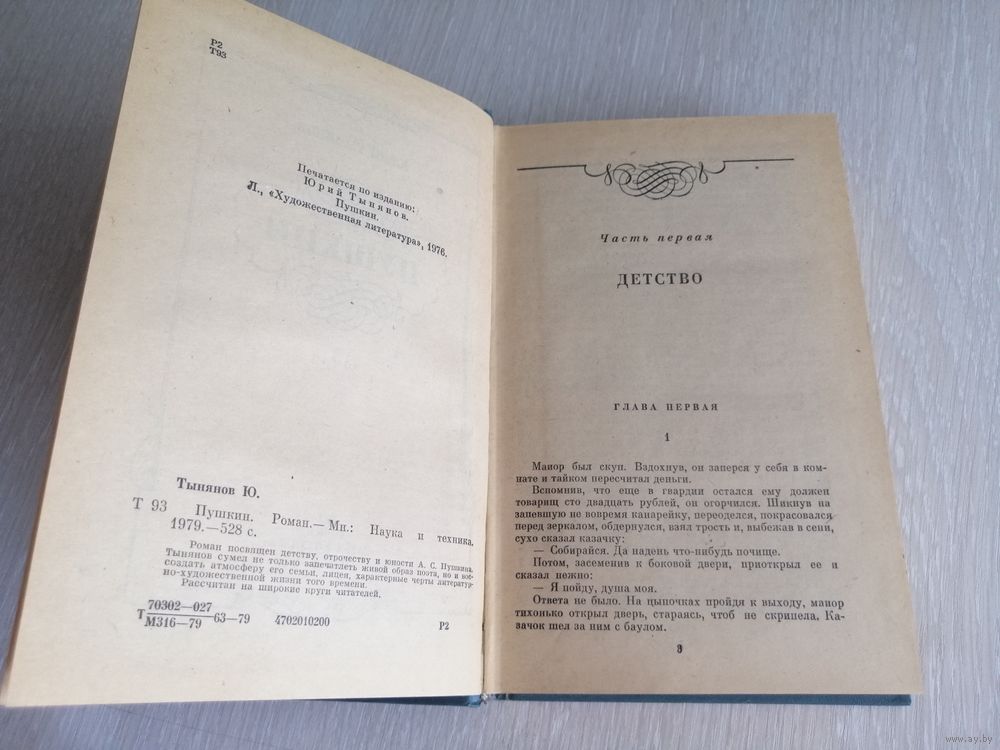 Р2
Т93
Печатается по изданию:
Юрий Тынянов.
Пушкин.
Л., «Художественная литература», 1976.
Тынянов Ю.
Т 93 Пушкин. Роман.— Мн.: Наука и техника,
1979.—528 с.
Роман посвящен детству, отрочеству и юности А. С. Пушкина.
Тынянов сумел не только запечатлеть живой образ поэта, но и вос-
создать атмосферу его семьи, лицея, характерные черты литератур-
но-художественной жизни того времени.
Рассчитан на широкие круги читателей.
Т 70302—027
М316—79 63—79 4702010200 Р2
Часть первая
ДЕТСТВО
ГЛАВА ПЕРВАЯ
1
Маиор был скуп. Вздохнув, он заперся у себя в ком-
нате и тайком пересчитал деньги.
Вспомнив, что еще в гвардии остался ему должен
товарищ сто двадцать рублей, он огорчился. Шикнув на
запевшую не вовремя канарейку, переоделся, покрасовался
перед зеркалом, обдернулся, взял трость и, выбежав в сени,
сухо сказал казачку:
— Собирайся. Да надень что-нибудь почище.
Потом, засеменив к боковой двери, приоткрыл ее и
сказал нежно:
— Я пойду, душа моя.
Ответа не было. На цыпочках пройдя к выходу, маиор
тихонько открыл дверь, стараясь, чтоб не скрипела. Ка-
зачок шел за ним с баулом.
3
www.ay.by